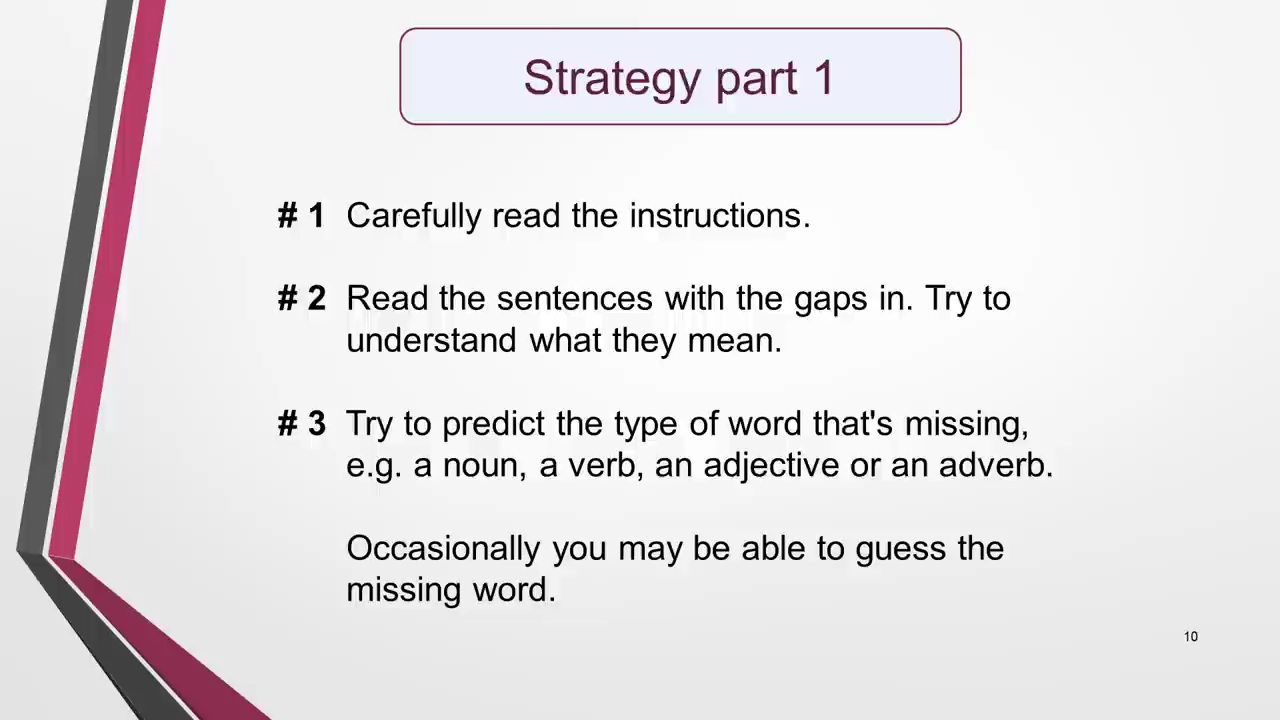 Strategy part 1
# 1 Carefully read the instructions.
# 2 Read the sentences with the gaps in. Try to
understand what they mean.
# 3 Try to predict the type of word that's missing,
e.g. a noun, a verb, an adjective or an adverb.
Occasionally you may be able to guess the
missing word.
10